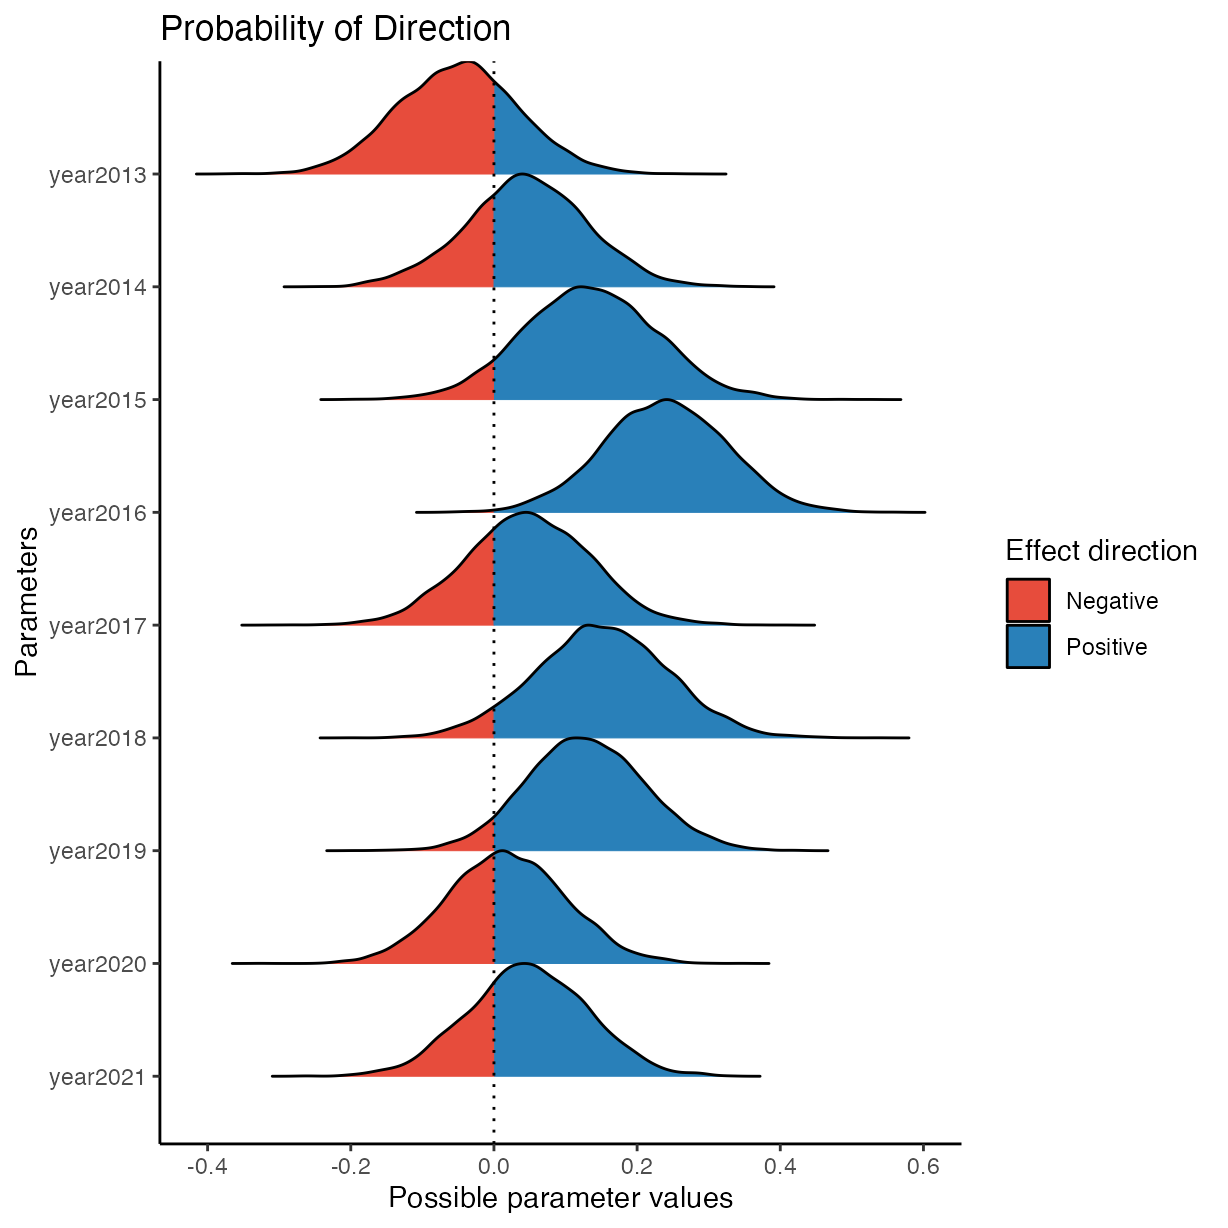 Probability of Direction
Parameters
year2013
year2014
year2015
year2016
year2017
year2018
year2019
year2020
year2021
-0.4
-0.2
0.0
0.2
0.4
0.6
Possible parameter values
Effect direction
Negative
Positive